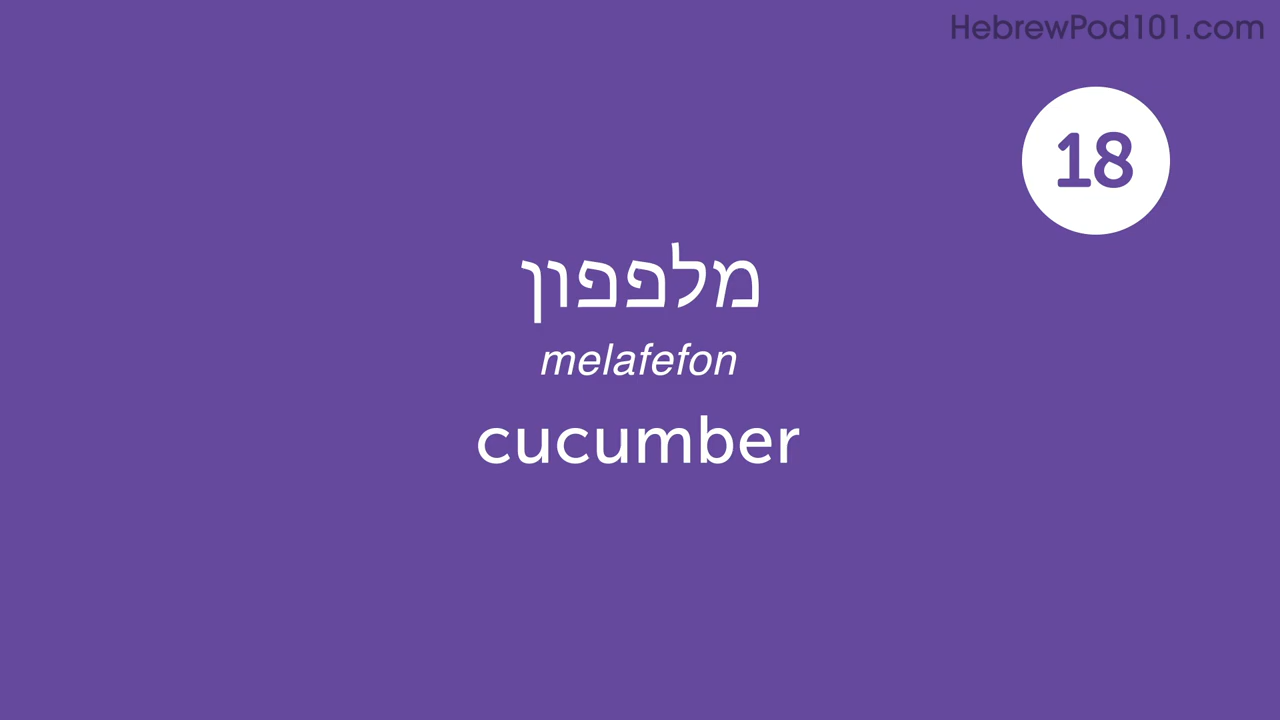 HebrewPod101.com
18
מלפפון
melafefon
cucumber